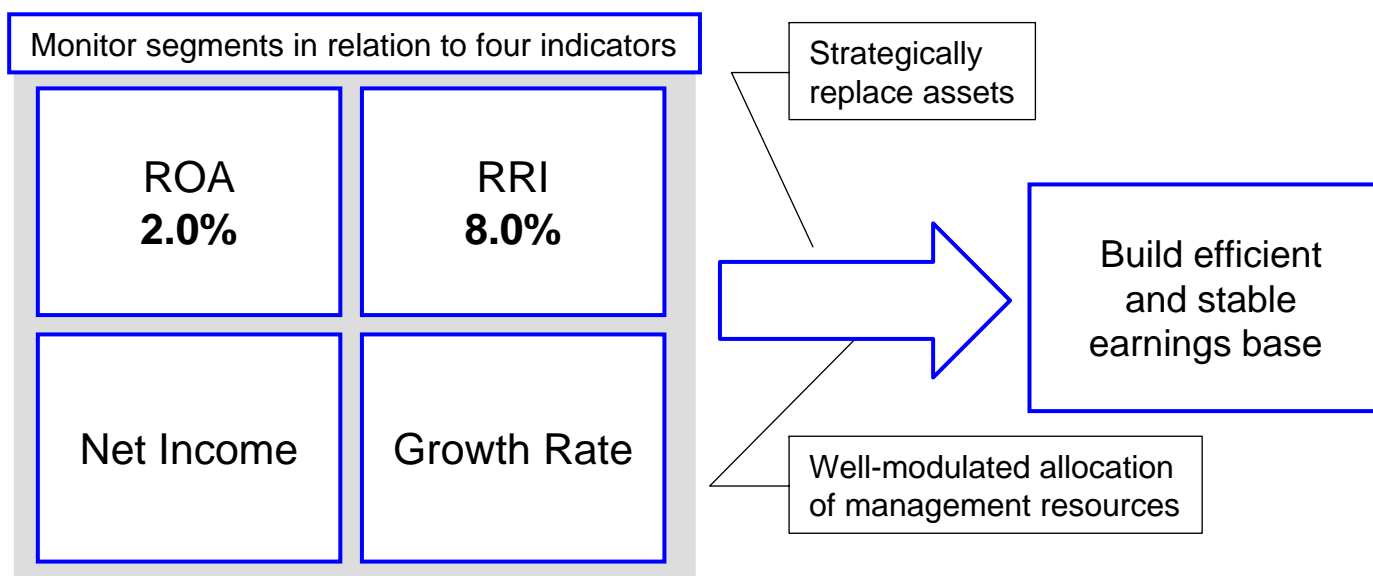 Monitor segments in relation to four indicators
ROA
2.0%
RRI
8.0%
Net Income
Growth Rate
Strategically
replace assets
Well-modulated allocation
of management resources
Build efficient
and stable
earnings base